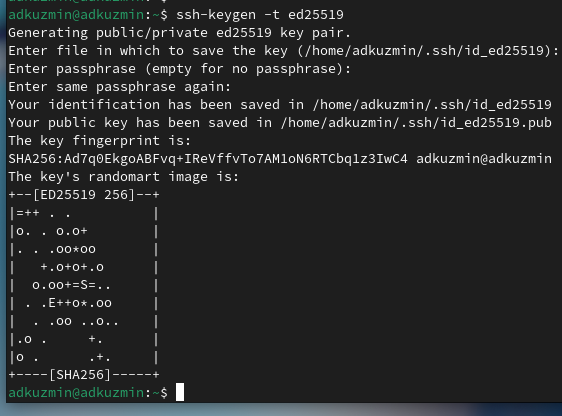 adkuzmin@adkuzmin:~$ ssh-keygen -t ed25519
Generating public/private ed25519 key pair.
Enter file in which to save the key (/home/adkuzmin/.ssh/id_ed25519):
Enter passphrase (empty for no passphrase):
Enter same passphrase again:
Your identification has been saved in /home/adkuzmin/.ssh/id_ed25519
Your public key has been saved in /home/adkuzmin/.ssh/id_ed25519.pub
The key fingerprint is:
SHA256:Ad7q0EkgoABFvq+IReVffvTo7AM1oN6RTCbq1z3IwC4 adkuzmin@adkuzmin
The key's randomart image is:
+--[ED25519 256]--+
|=++ . .          |
|o. . o.o+        |
|. . .oo*oo       |
|   +.o+o+.o      |
|  o.oo+=S=..     |
| . .E++o*.oo     |
|  . .oo ..o..    |
|.o .     +.      |
|o .      .+.     |
+----[SHA256]-----+
adkuzmin@adkuzmin:~$